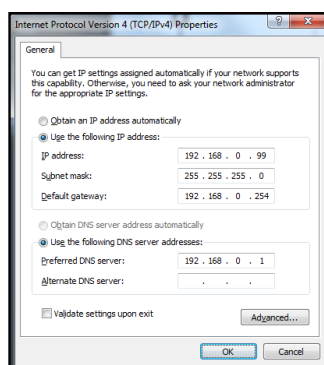 Internet Protocol Version 4 (TCP/IPv4) Properties
General
You can get IP settings assigned automatically if your network supports
this capability. Otherwise, you need to ask your network administrator
for the appropriate IP settings.
Obtain an IP address automatically
Use the following IP address:
IP address: 192 . 168 . 0 . 99
Subnet mask: 255 . 255 . 255 . 0
Default gateway: 192 . 168 . 0 . 254
Obtain DNS server address automatically
Use the following DNS server addresses:
Preferred DNS server: 192 . 168 . 0 . 1
Alternate DNS server: . . .
Validate settings upon exit
Advanced...
OK Cancel